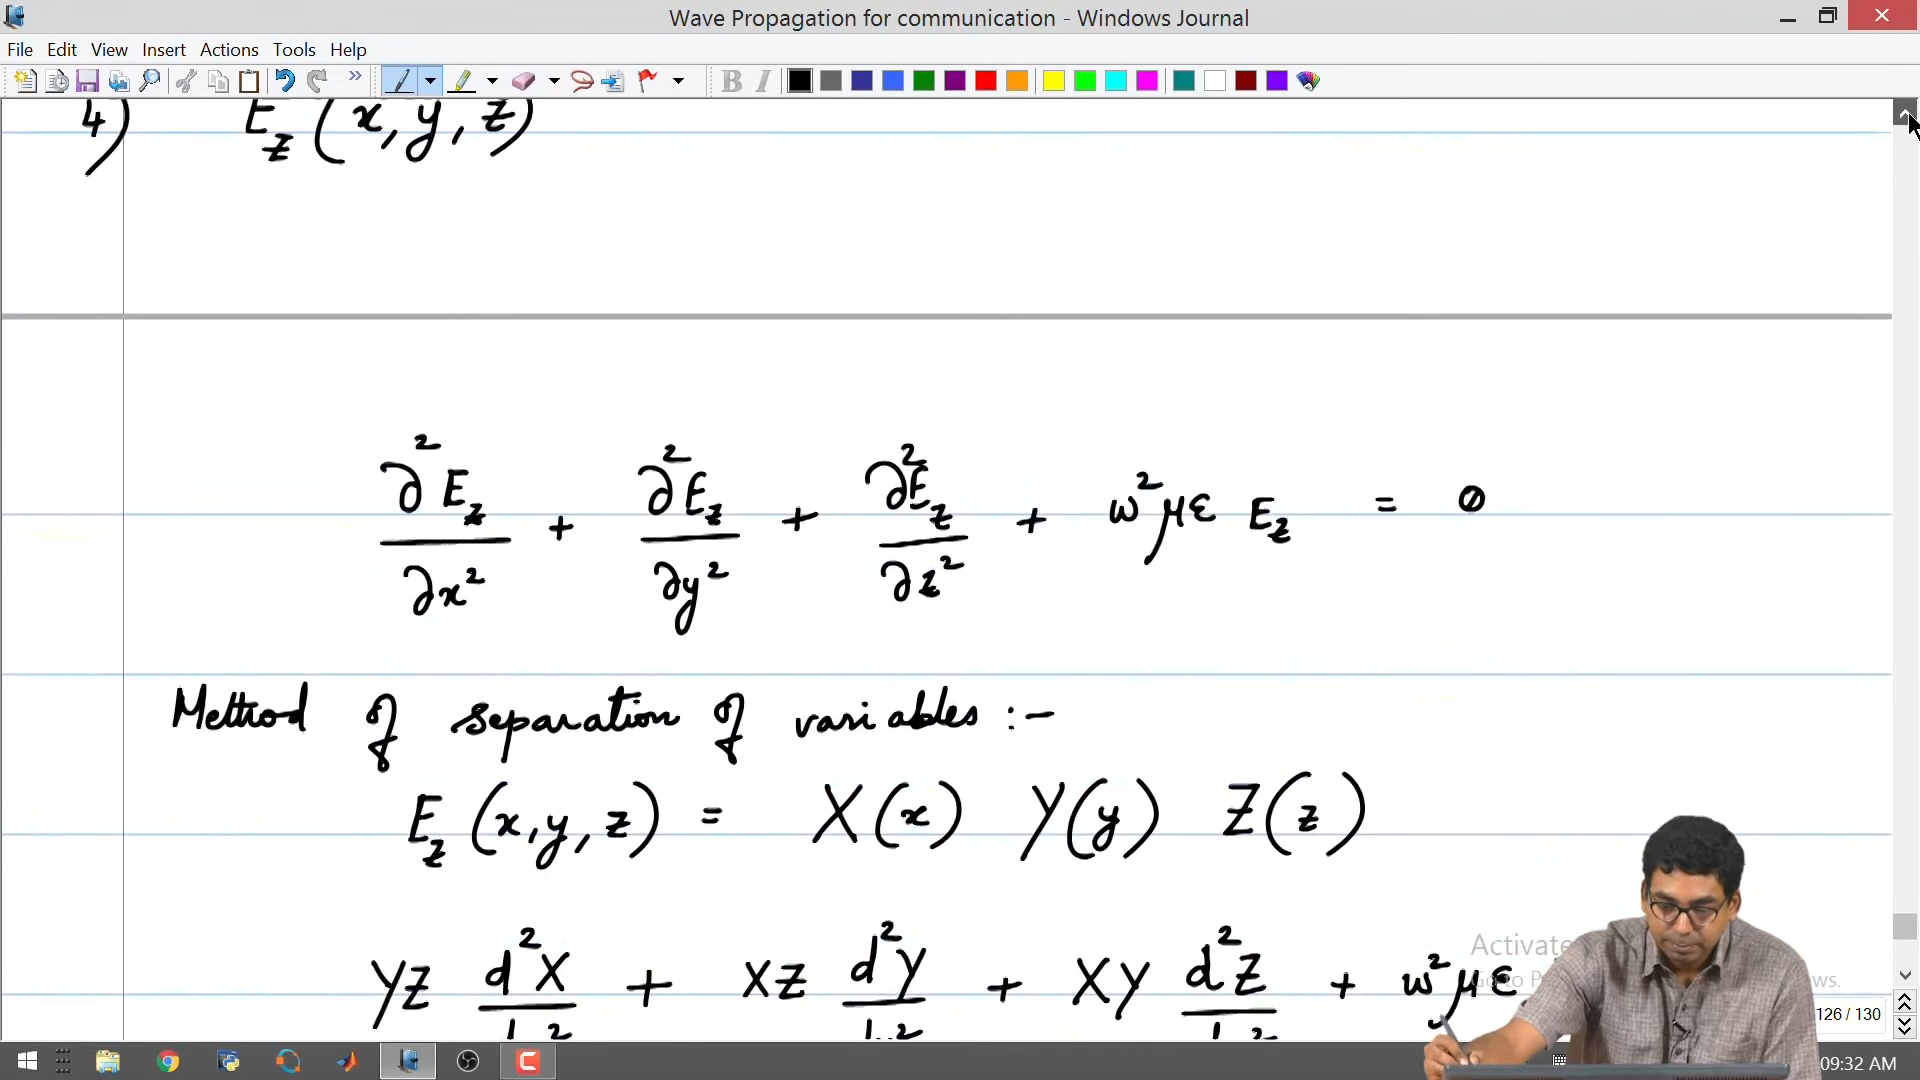 Wave Propagation for communication - Windows Journal
File Edit View Insert Actions Tools Help
4) E_z (x, y, z)
∂²E_z/∂x² + ∂²E_z/∂y² + ∂²E_z/∂z² + ω²με E_z = 0
Method of separation of variables :-
E_z (x, y, z) = X(x) Y(y) Z(z)
YZ d²X + XZ d²Y + XY d²Z + ω²με
Activate
126 / 130
09:32 AM